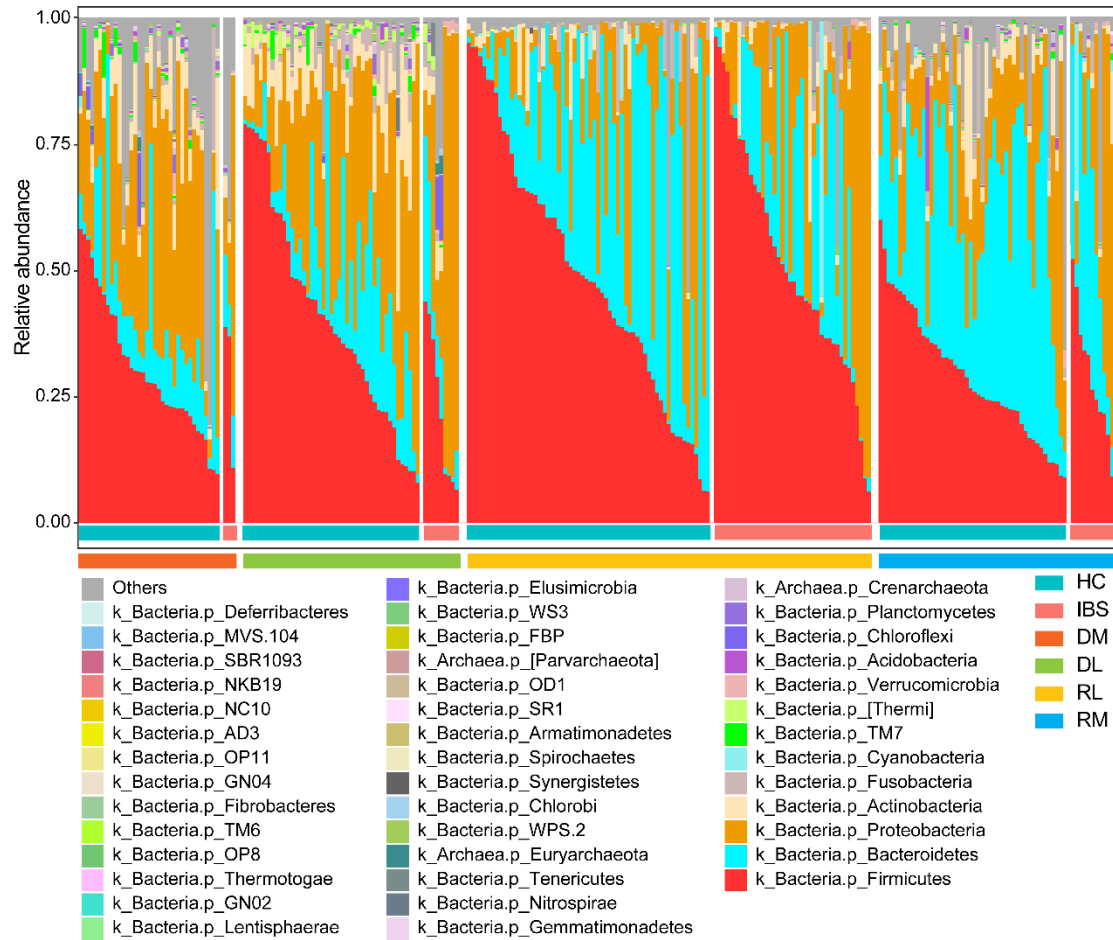 1.00
0.75
0.50
0.25
0.00
Relative abundance
Others
k_Bacteria.p_Deferribacteres
k_Bacteria.p_MVS.104
k_Bacteria.p_SBR1093
k_Bacteria.p_NKB19
k_Bacteria.p_NC10
k_Bacteria.p_AD3
k_Bacteria.p_OP11
k_Bacteria.p_GN04
k_Bacteria.p_Fibrobacteres
k_Bacteria.p_TM6
k_Bacteria.p_OP8
k_Bacteria.p_Thermotogae
k_Bacteria.p_GN02
k_Bacteria.p_Lentisphaerae
k_Bacteria.p_Elusimicrobia
k_Bacteria.p_WS3
k_Bacteria.p_FBP
k_Archaea.p_[Parvarchaeota]
k_Bacteria.p_OD1
k_Bacteria.p_SR1
k_Bacteria.p_Armatimonadetes
k_Bacteria.p_Spirochaetes
k_Bacteria.p_Synergistetes
k_Bacteria.p_Chlorobi
k_Bacteria.p_WPS.2
k_Archaea.p_Euryarchaeota
k_Bacteria.p_Tenericutes
k_Bacteria.p_Nitrospirae
k_Bacteria.p_Gemmatimonadetes
k_Archaea.p_Crenarchaeota
k_Bacteria.p_Planctomycetes
k_Bacteria.p_Chloroflexi
k_Bacteria.p_Acidobacteria
k_Bacteria.p_Verrucomicrobia
k_Bacteria.p_[Thermi]
k_Bacteria.p_TM7
k_Bacteria.p_Cyanobacteria
k_Bacteria.p_Fusobacteria
k_Bacteria.p_Actinobacteria
k_Bacteria.p_Proteobacteria
k_Bacteria.p_Bacteroidetes
k_Bacteria.p_Firmicutes
HC
IBS
DM
DL
RL
RM